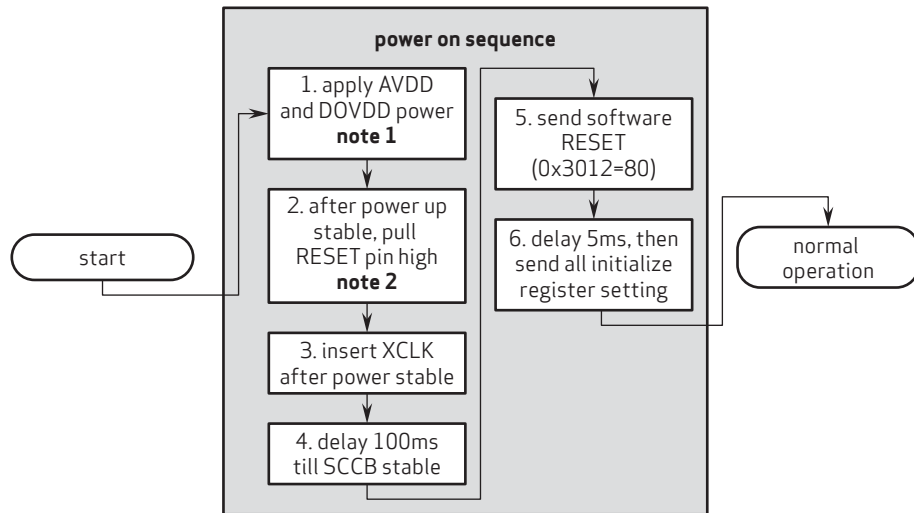 power on sequence
start
1. apply AVDD
and DOVDD power
note 1
2. after power up
stable, pull
RESET pin high
note 2
3. insert XCLK
after power stable
4. delay 100ms
till SCCB stable
5. send software
RESET
(0x3012=80)
6. delay 5ms, then
send all initialize
register setting
normal
operation